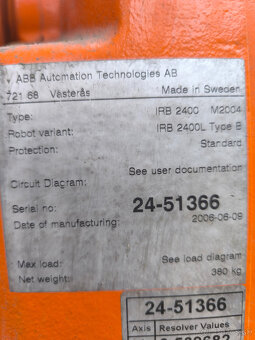 ABB Automation Technologies AB
721 68 Västerås Made in Sweden
Type: IRB 2400 M2004
Robot variant: IRB 2400L Type B
Protection: Standard
See user documentation
Circuit Diagram:
Serial no: 24-51366
Date of manufacturing: 2006-06-09
Max load: See load diagram
Net weight: 380 kg
24-51366
Axis Resolver Values